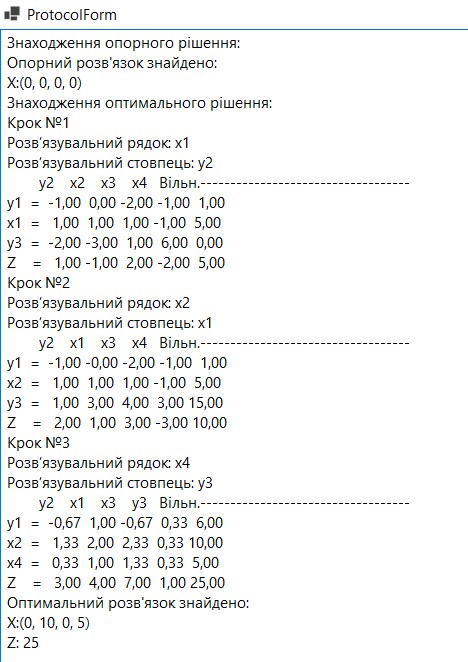 ProtocolForm
Знаходження опорного рішення:
Опорний розв'язок знайдено:
X:(0, 0, 0, 0)
Знаходження оптимального рішення:
Крок №1
Розв’язувальний рядок: x1
Розв’язувальний стовпець: y2
y2 x2 x3 x4 Вільн.-----------------------------------
y1 = -1,00 0,00 -2,00 -1,00 1,00
x1 = 1,00 1,00 1,00 -1,00 5,00
y3 = -2,00 -3,00 1,00 6,00 0,00
Z = 1,00 -1,00 2,00 -2,00 5,00
Крок №2
Розв’язувальний рядок: x2
Розв’язувальний стовпець: x1
y2 x1 x3 x4 Вільн.-----------------------------------
y1 = -1,00 -0,00 -2,00 -1,00 1,00
x2 = 1,00 1,00 1,00 -1,00 5,00
y3 = 1,00 3,00 4,00 3,00 15,00
Z = 2,00 1,00 3,00 -3,00 10,00
Крок №3
Розв’язувальний рядок: x4
Розв’язувальний стовпець: y3
y2 x1 x3 y3 Вільн.-----------------------------------
y1 = -0,67 1,00 -0,67 0,33 6,00
x2 = 1,33 2,00 2,33 0,33 10,00
x4 = 0,33 1,00 1,33 0,33 5,00
Z = 3,00 4,00 7,00 1,00 25,00
Оптимальний розв'язок знайдено:
X:(0, 10, 0, 5)
Z: 25